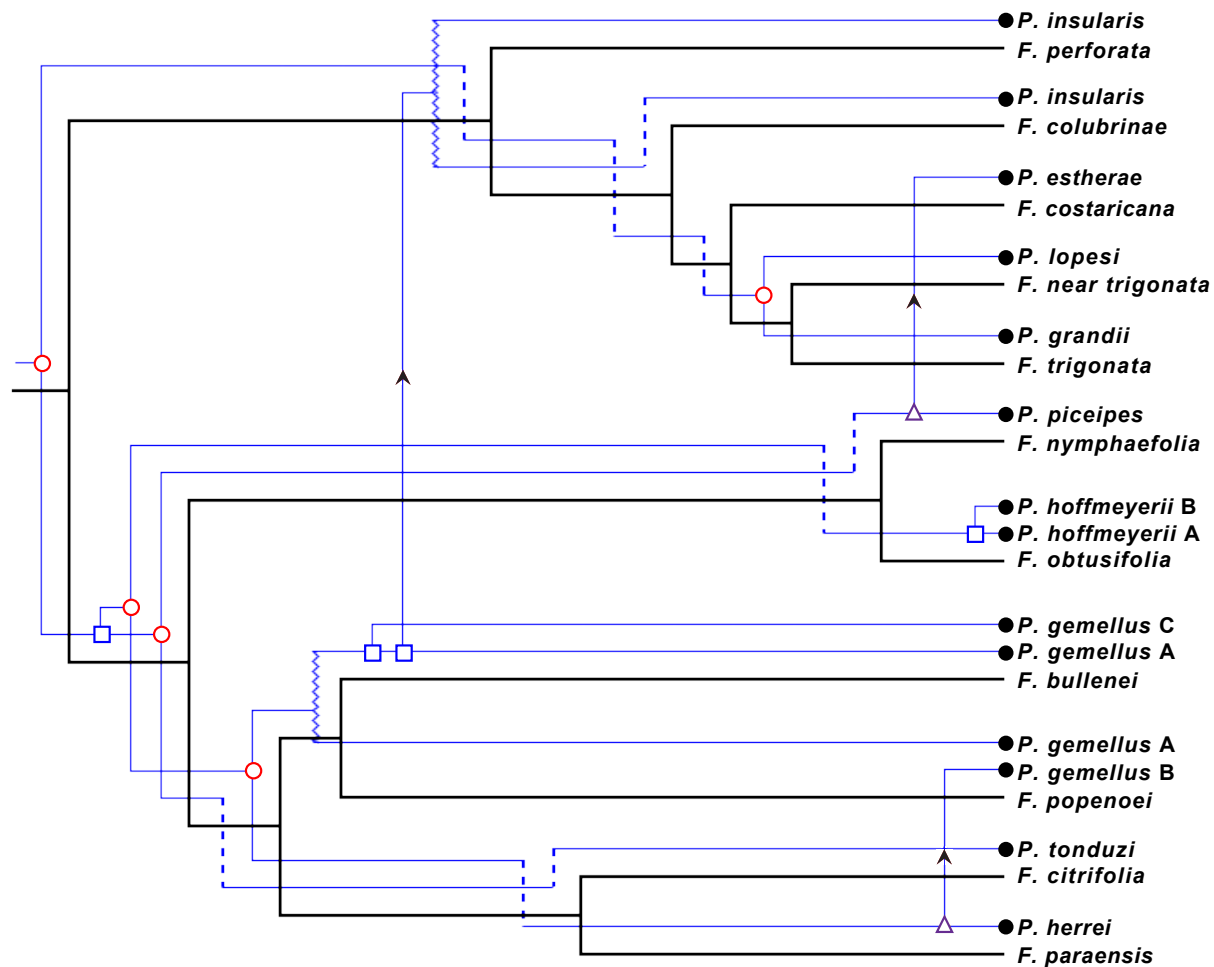 P. insularis
F. perforata
P. insularis
F. colubrinae
P. estherae
F. costaricana
P. lopesi
F. near trigonata
P. grandii
F. trigonata
P. piceipes
F. nymphaefolia
P. hoffmeyerii B
P. hoffmeyerii A
F. obtusifolia
P. gemellus C
P. gemellus A
F. bullenei
P. gemellus A
P. gemellus B
F. popenoei
P. tonduzi
F. citrifolia
P. herrei
F. paraensis